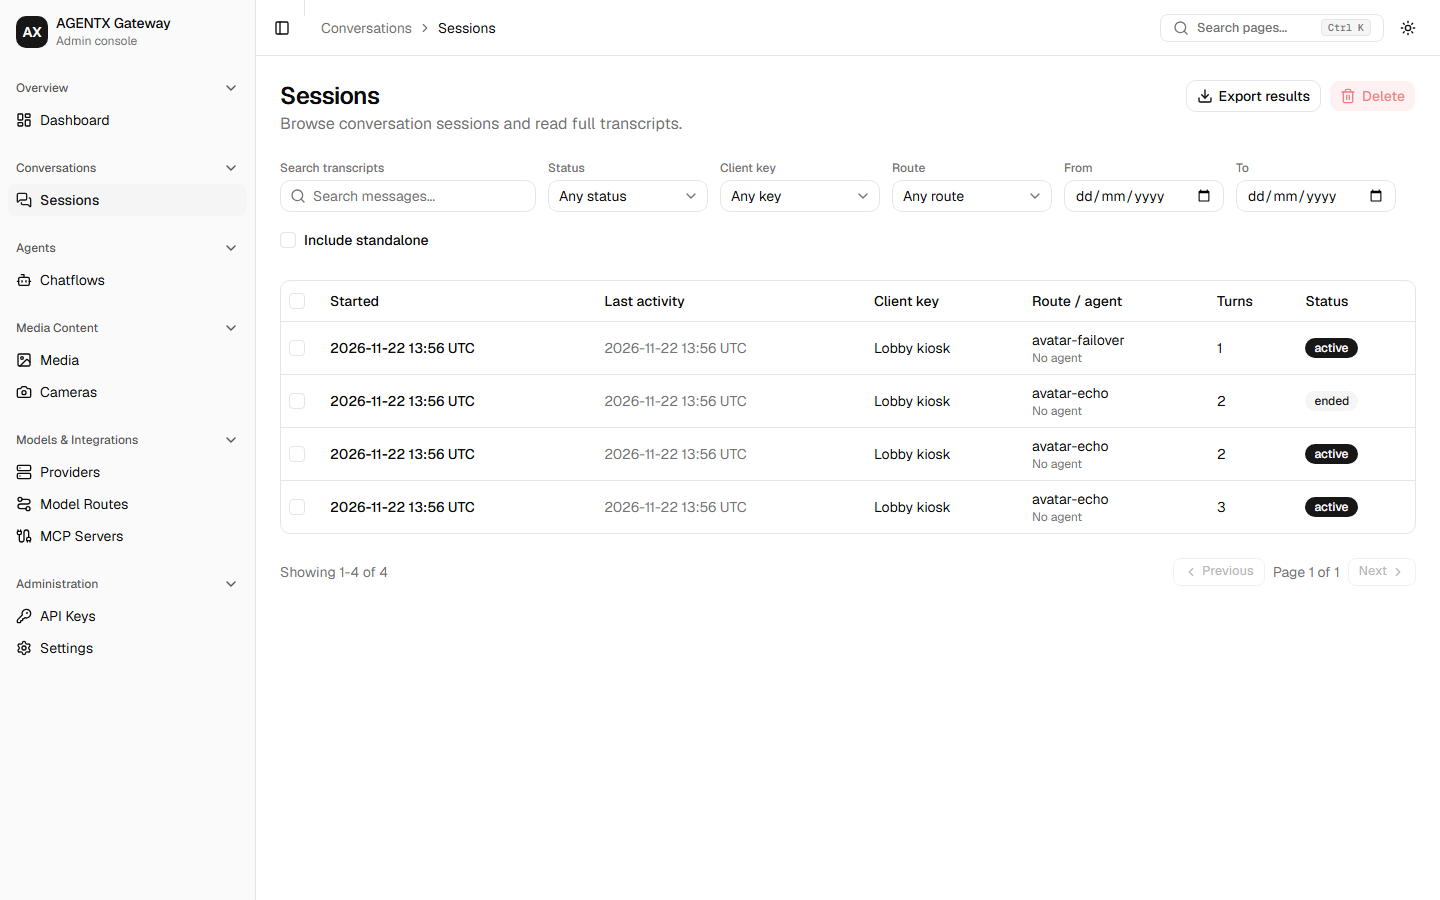 AX
AGENTX Gateway
Admin console
Overview
Dashboard
Conversations
Sessions
Agents
Chatflows
Media Content
Media
Cameras
Models & Integrations
Providers
Model Routes
MCP Servers
Administration
API Keys
Settings
Conversations > Sessions
Search pages... Ctrl K
Sessions
Browse conversation sessions and read full transcripts.
Export results
Delete
Search transcripts Status Client key Route From To
Search messages... Any status Any key Any route dd/mm/yyyy dd/mm/yyyy
Include standalone
Started Last activity Client key Route / agent Turns Status
2026-11-22 13:56 UTC 2026-11-22 13:56 UTC Lobby kiosk avatar-failover 1 active
No agent
2026-11-22 13:56 UTC 2026-11-22 13:56 UTC Lobby kiosk avatar-echo 2 ended
No agent
2026-11-22 13:56 UTC 2026-11-22 13:56 UTC Lobby kiosk avatar-echo 2 active
No agent
2026-11-22 13:56 UTC 2026-11-22 13:56 UTC Lobby kiosk avatar-echo 3 active
No agent
Showing 1-4 of 4
Previous Page 1 of 1 Next